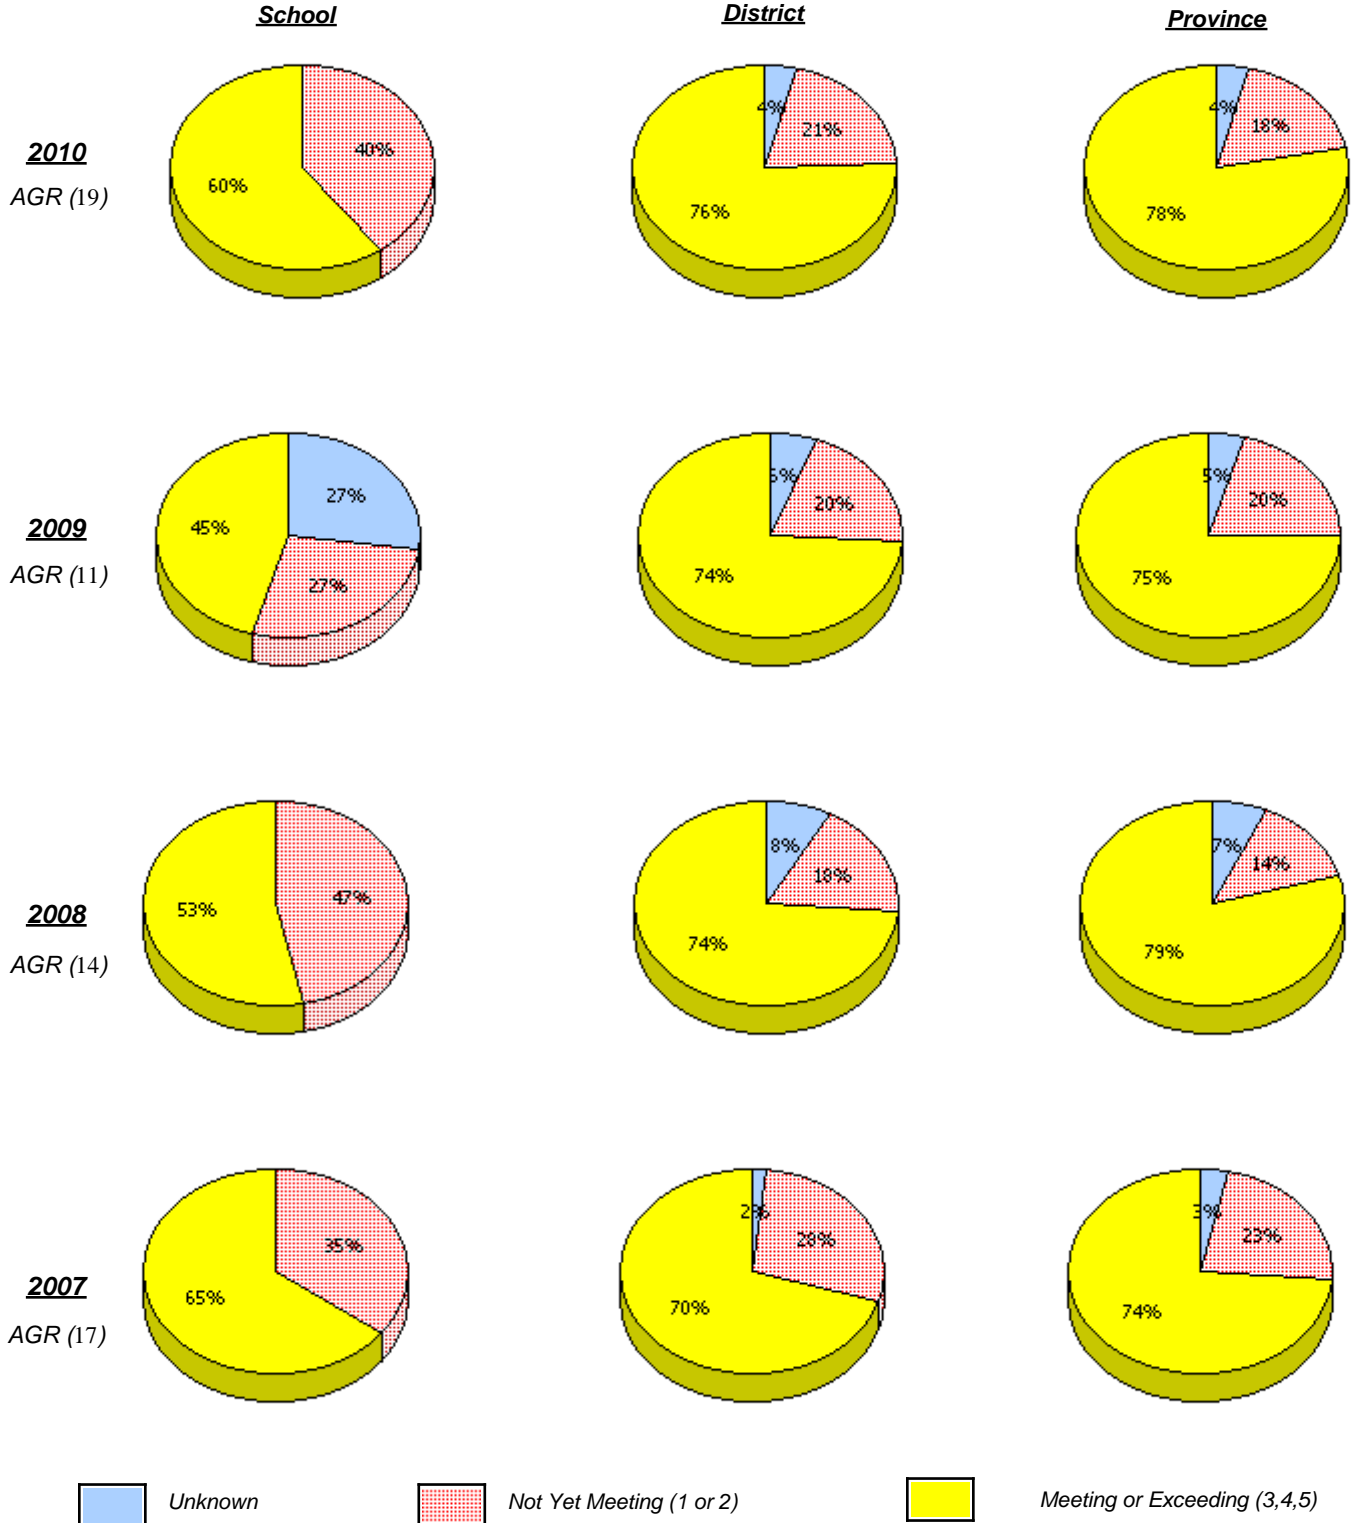 School District Province
4% 4%
21% 18%
40%
2010
60%
AGR (19)
76% 78%
27% 5%
20% 20%
2009
45%
AGR (11)
27%
74% 75%
8% 7%
18% 14%
47%
2008
53%
AGR (14)
74% 79%
2% 3%
35% 28% 23%
2007
65% 70% 74%
AGR (17)
Unknown Not Yet Meeting (1 or 2) Meeting or Exceeding (3,4,5)